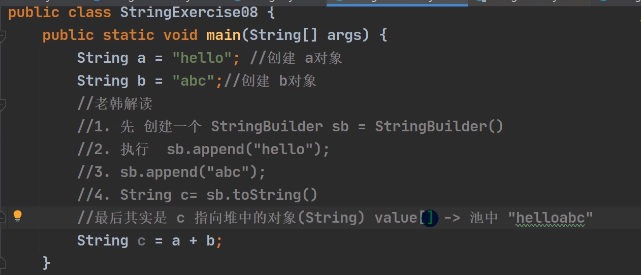 public class StringExercise08 {
public static void main(String[] args) {
String a = "hello"; //创建 a对象
String b = "abc";//创建 b对象
//老韩解读
//1. 先 创建一个 StringBuilder sb = StringBuilder()
//2. 执行 sb.append("hello");
//3. sb.append("abc");
//4. String c= sb.toString()
//最后其实是 c 指向堆中的对象(String) value[] -> 池中 "helloabc"
String c = a + b;
}